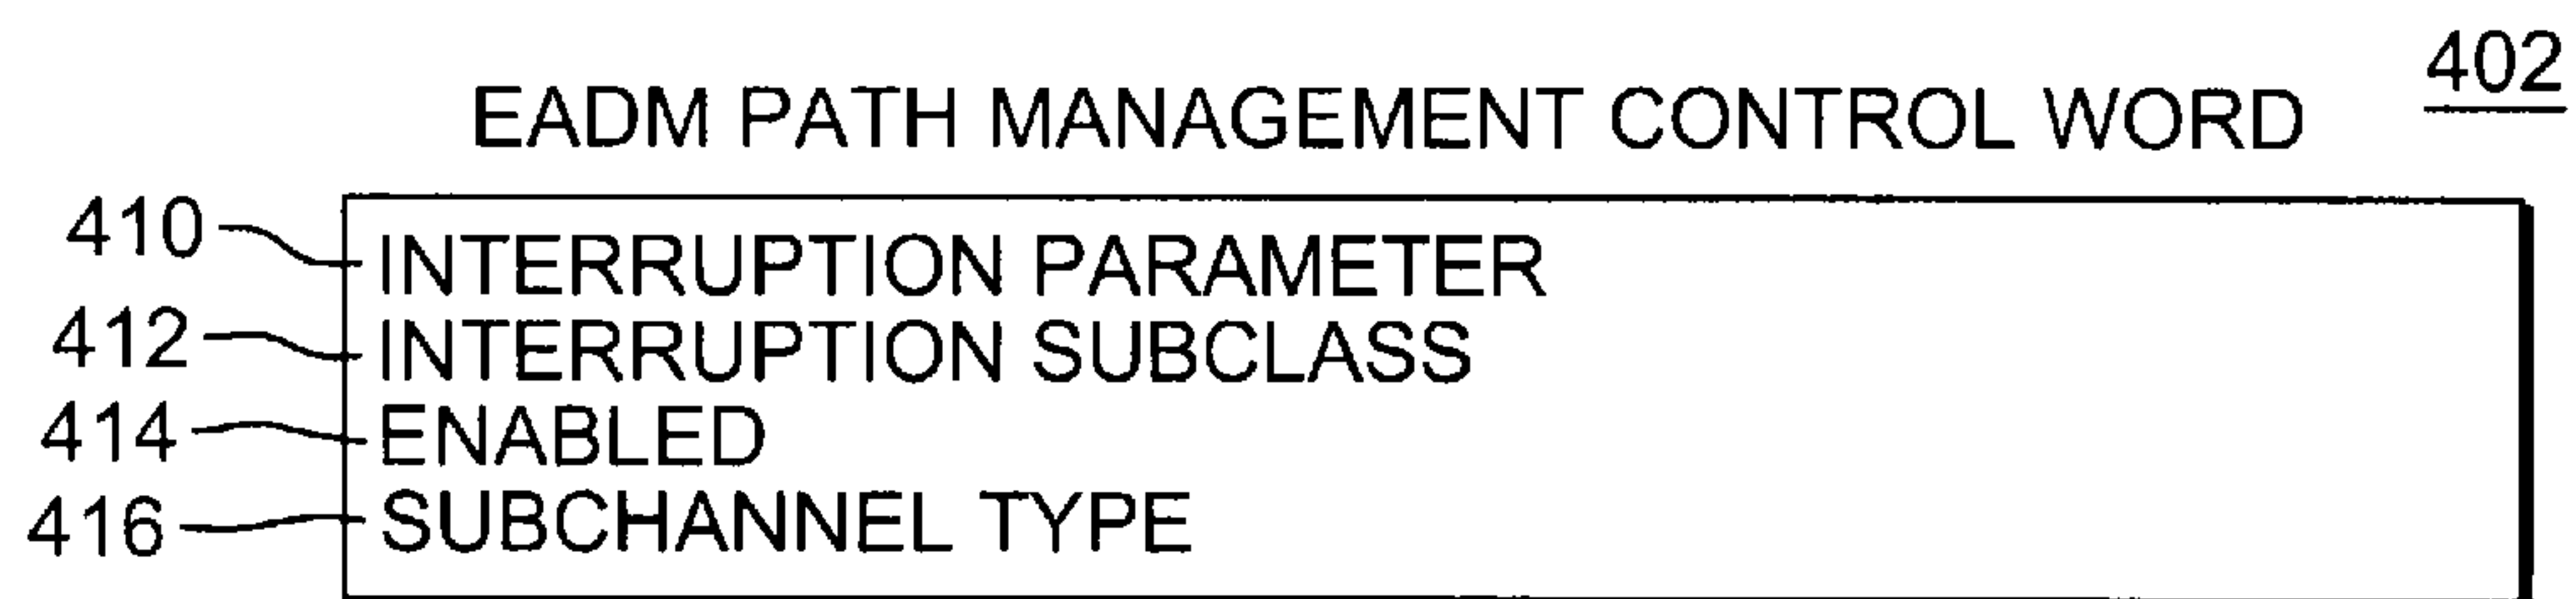 402
EADM PATH MANAGEMENT CONTROL WORD
410 INTERRUPTION PARAMETER
412 INTERRUPTION SUBCLASS
414 ENABLED
416 SUBCHANNEL TYPE